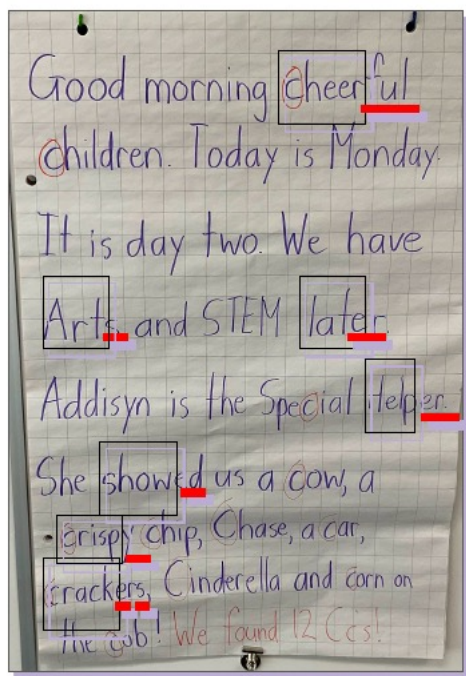 Good morning cheerful
children. Today is Monday.
It is day two. We have
Arts, and STEM later.
Addisyn is the Special Helper.
She showed us a cow, a
crispy chip, Chase, a car,
crackers, Cinderella and corn on
the cob! We found 12 Cc's!